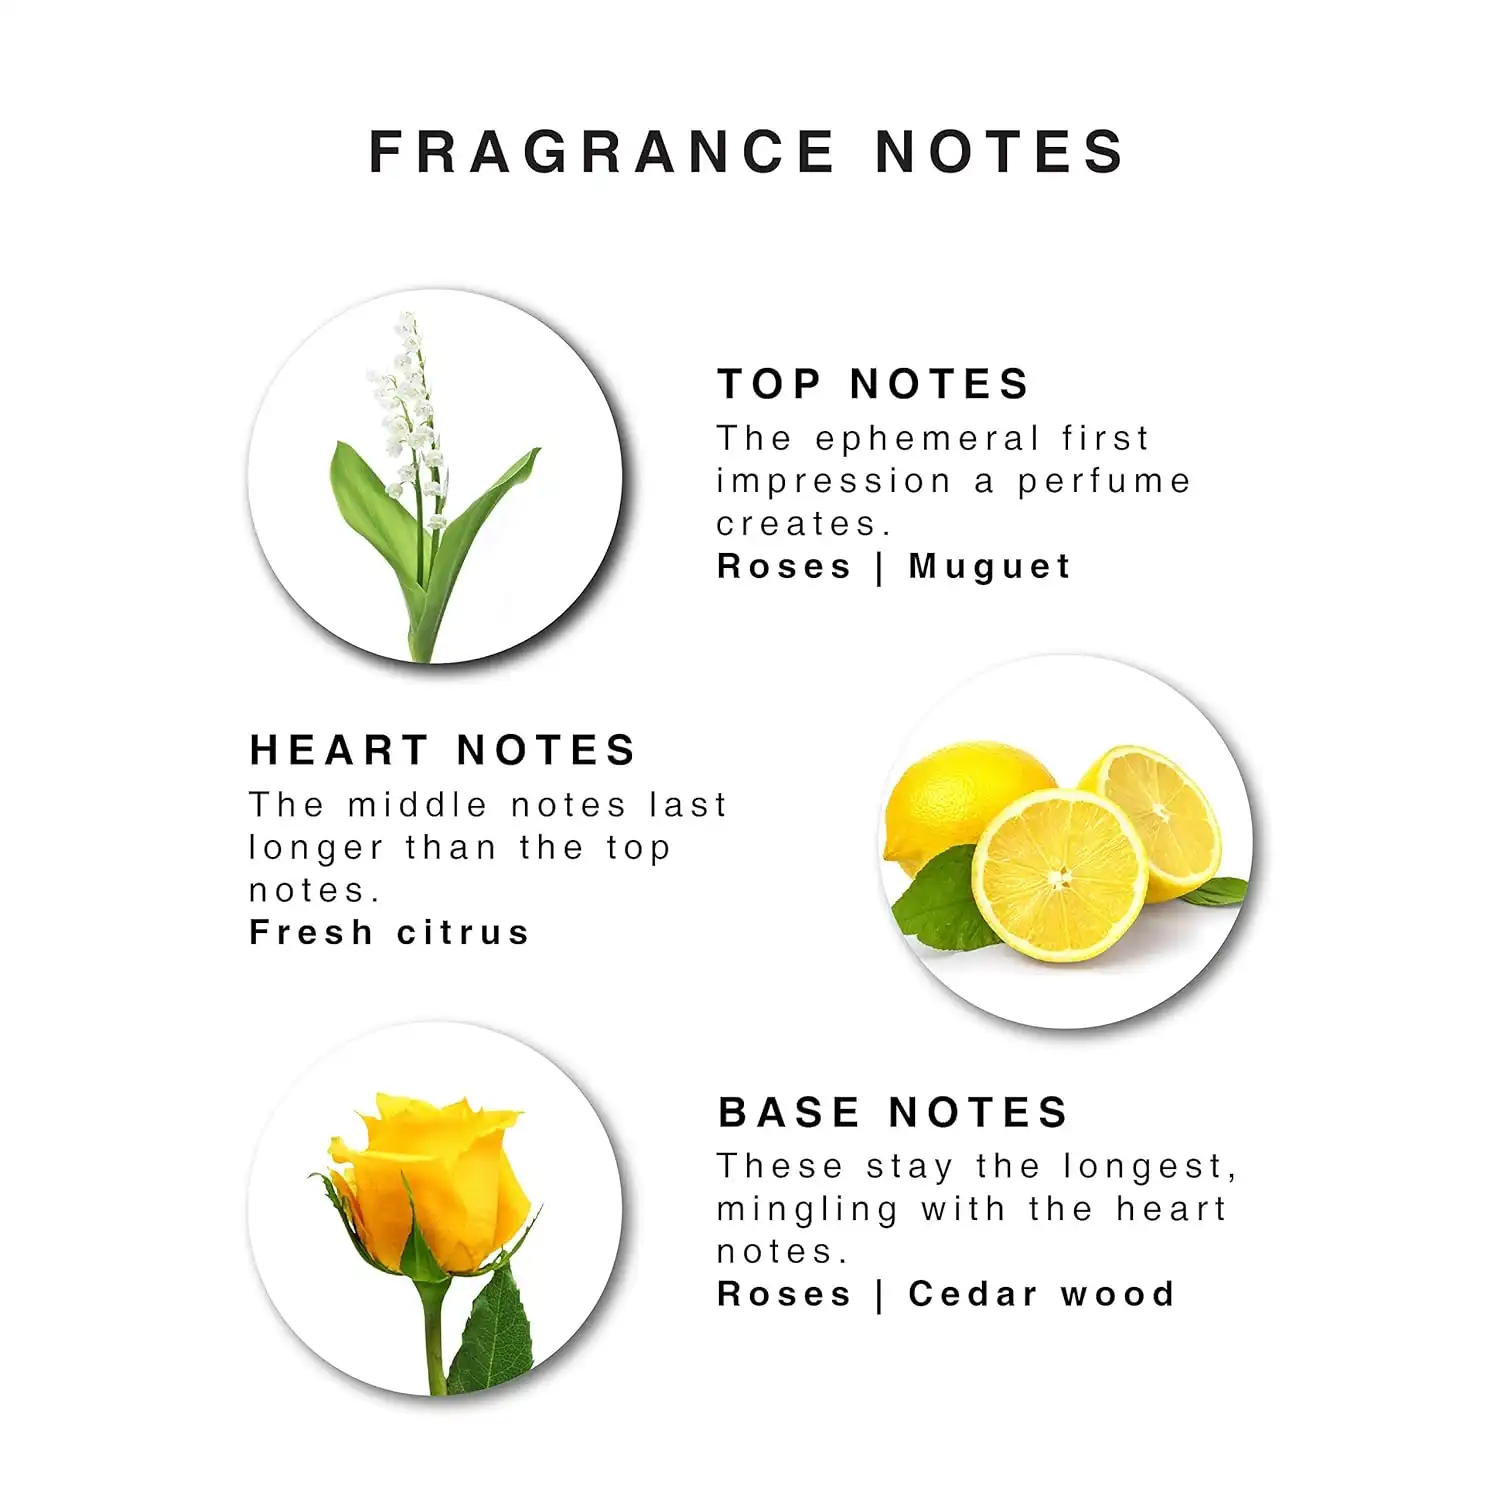 FRAGRANCE NOTES
TOP NOTES
The ephemeral first
impression a perfume
creates.
Roses | Muguet
HEART NOTES
The middle notes last
longer than the top
notes.
Fresh citrus
BASE NOTES
These stay the longest,
mingling with the heart
notes.
Roses | Cedar wood